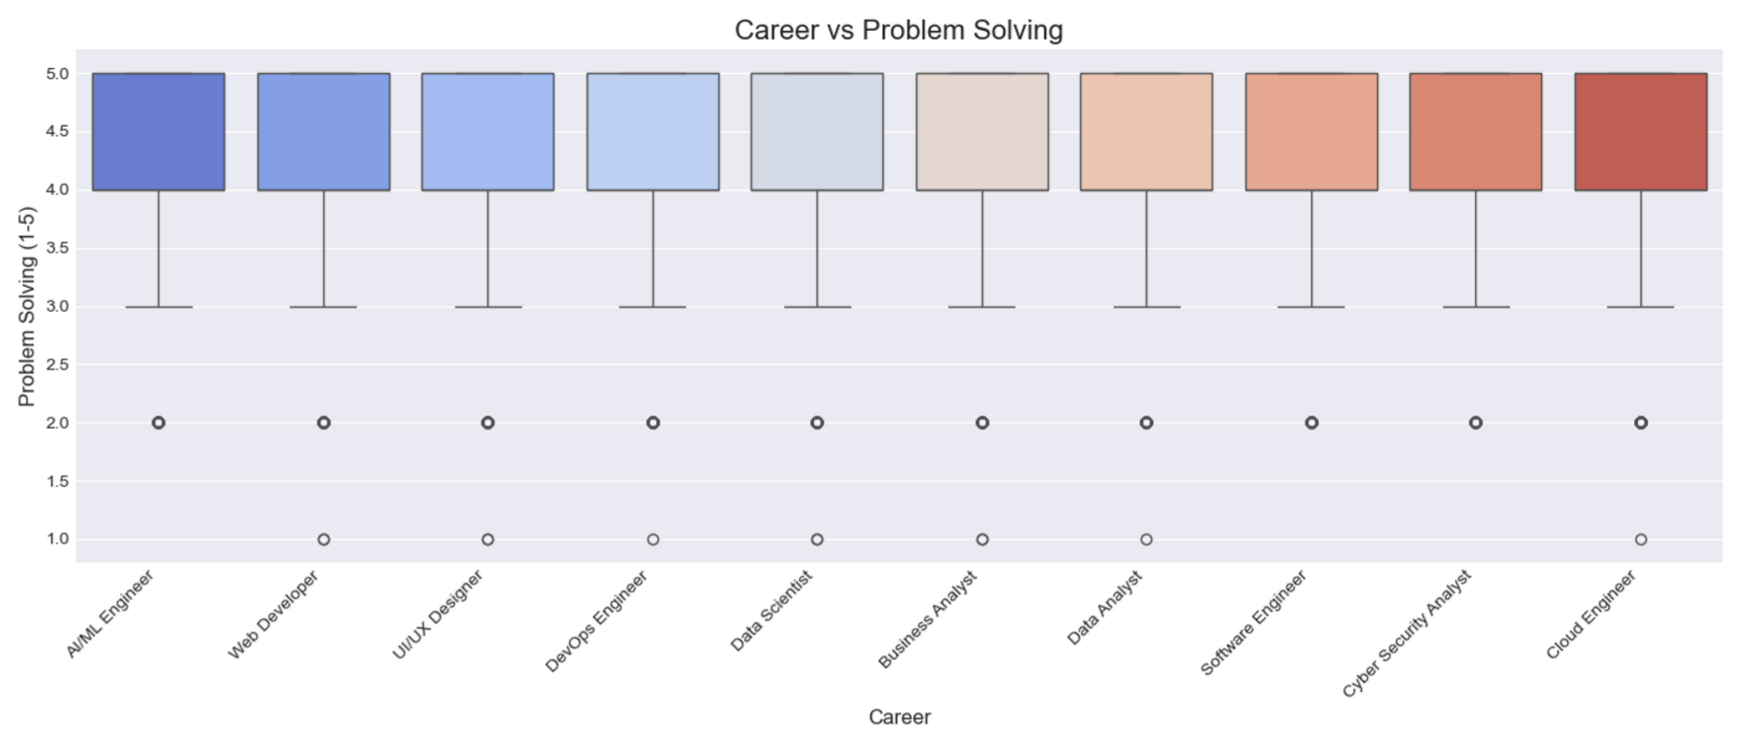 Career vs Problem Solving
Problem Solving (1-5)
5.0
4.5
4.0
3.5
3.0
2.5
2.0
1.5
1.0
AI/ML Engineer
Web Developer
UI/UX Designer
DevOps Engineer
Data Scientist
Business Analyst
Data Analyst
Software Engineer
Cyber Security Analyst
Cloud Engineer
Career